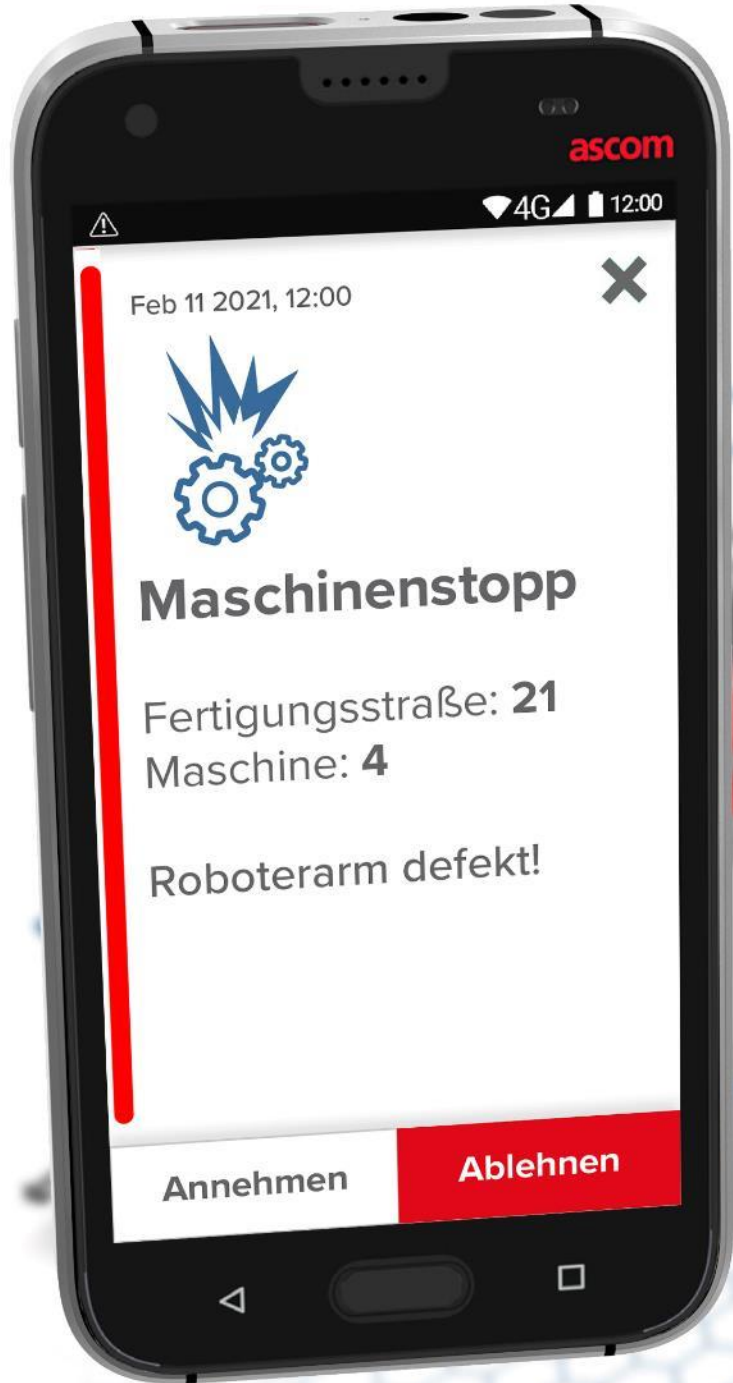 ascom
4G 12:00
Feb 11 2021, 12:00
Maschinenstopp
Fertigungsstraße: 21
Maschine: 4
Roboterarm defekt!
Annehmen
Ablehnen